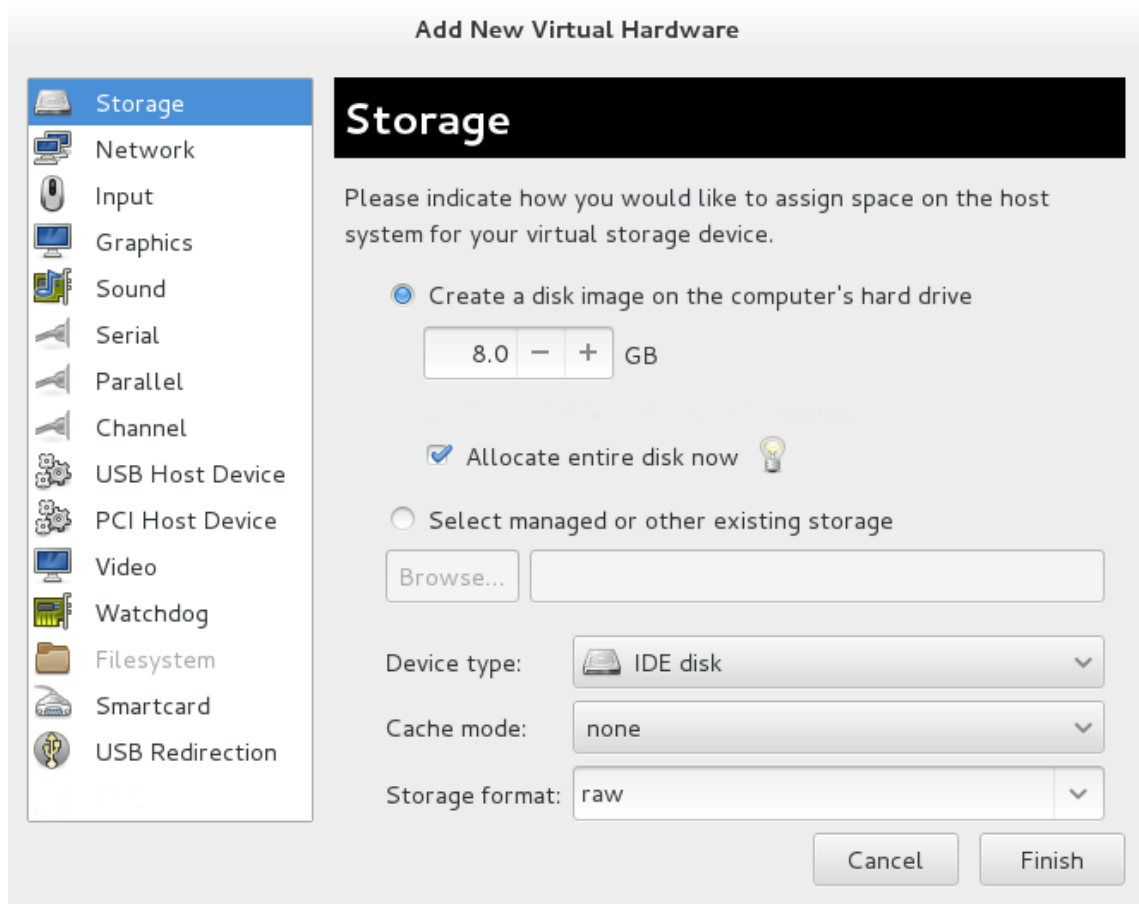 Add New Virtual Hardware
Storage
Network
Input
Graphics
Sound
Serial
Parallel
Channel
USB Host Device
PCI Host Device
Video
Watchdog
Filesystem
Smartcard
USB Redirection
Storage
Please indicate how you would like to assign space on the host
system for your virtual storage device.
Create a disk image on the computer's hard drive
8.0 − + GB
Allocate entire disk now
Select managed or other existing storage
Browse...
Device type: IDE disk
Cache mode: none
Storage format: raw
Cancel Finish